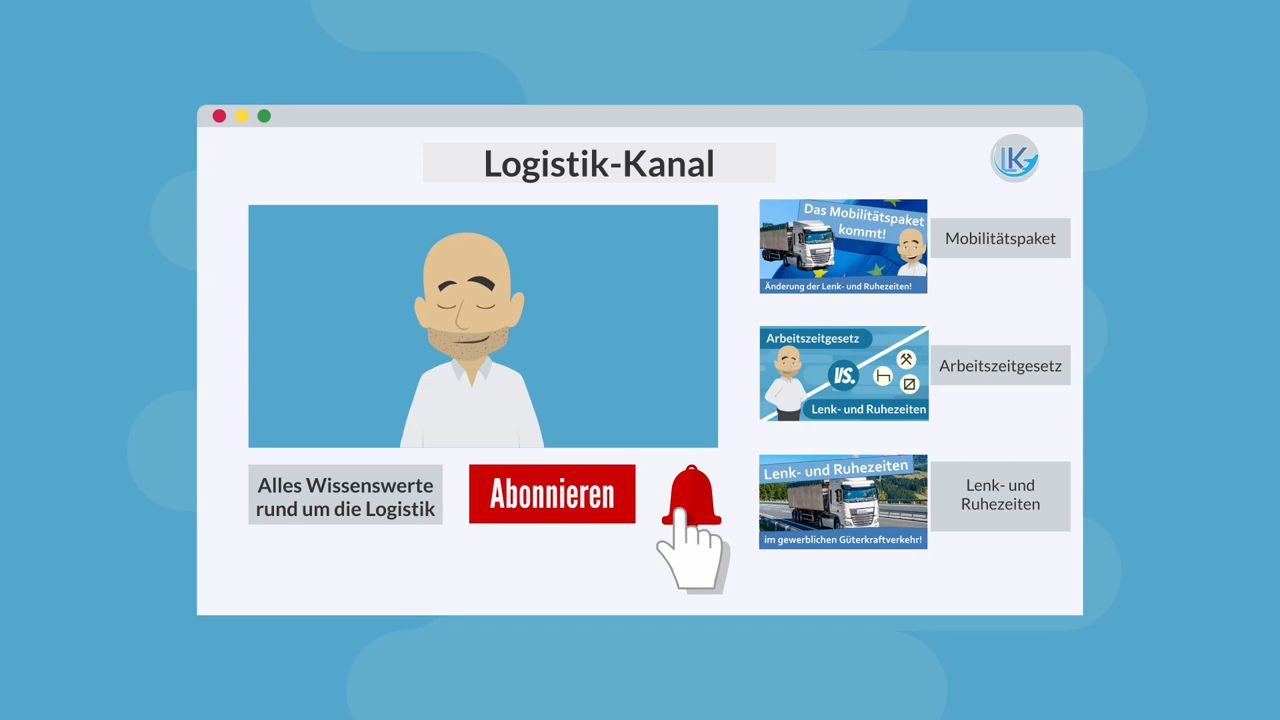 Logistik-Kanal
LK
Das Mobilitätspaket
kommt!
Änderung der Lenk- und Ruhezeiten!
Mobilitätspaket
Arbeitszeitgesetz
VS.
Lenk- und Ruhezeiten
Arbeitszeitgesetz
Lenk- und Ruhezeiten
im gewerblichen Güterkraftverkehr!
Lenk- und
Ruhezeiten
Alles Wissenswerte
rund um die Logistik
Abonnieren